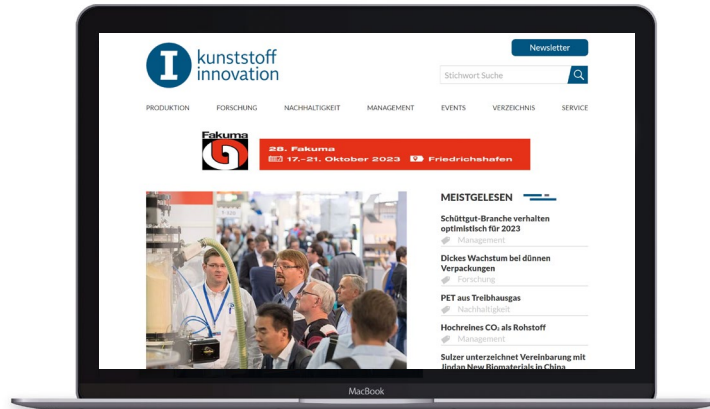 I
kunststoff
innovation
Newsletter
Stichwort Suche
PRODUKTION FORSCHUNG NACHHALTIGKEIT MANAGEMENT EVENTS VERZEICHNIS SERVICE
Fakuma
28. Fakuma
17.–21. Oktober 2023 Friedrichshafen
MEISTGELESEN
Schüttgut-Branche verhalten
optimistisch für 2023
Management
Dickes Wachstum bei dünnen
Verpackungen
Forschung
PET aus Treibhausgas
Nachhaltigkeit
Hochreines CO₂ als Rohstoff
Management
Sulzer unterzeichnet Vereinbarung mit
Jindan New Biomaterials in China
MacBook